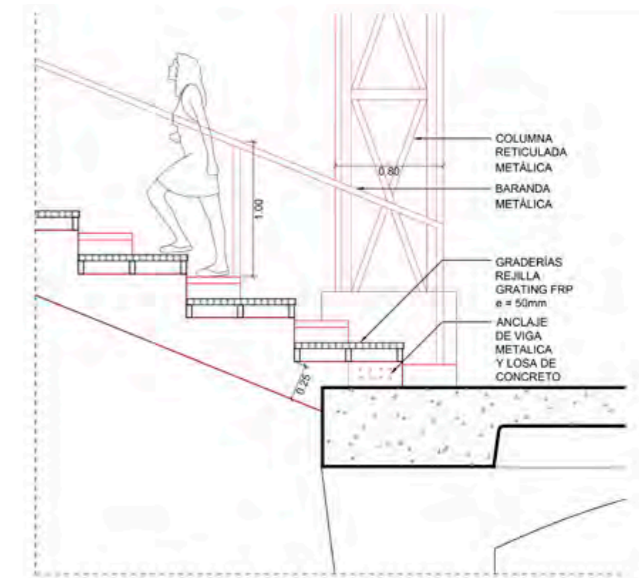 COLUMNA
RETICULADA
METÁLICA
0.80
BARANDA
METÁLICA
1.00
GRADERÍAS
REJILLA
GRATING FRP
e = 50mm
ANCLAJE
DE VIGA
METALICA
Y LOSA DE
CONCRETO
0.25